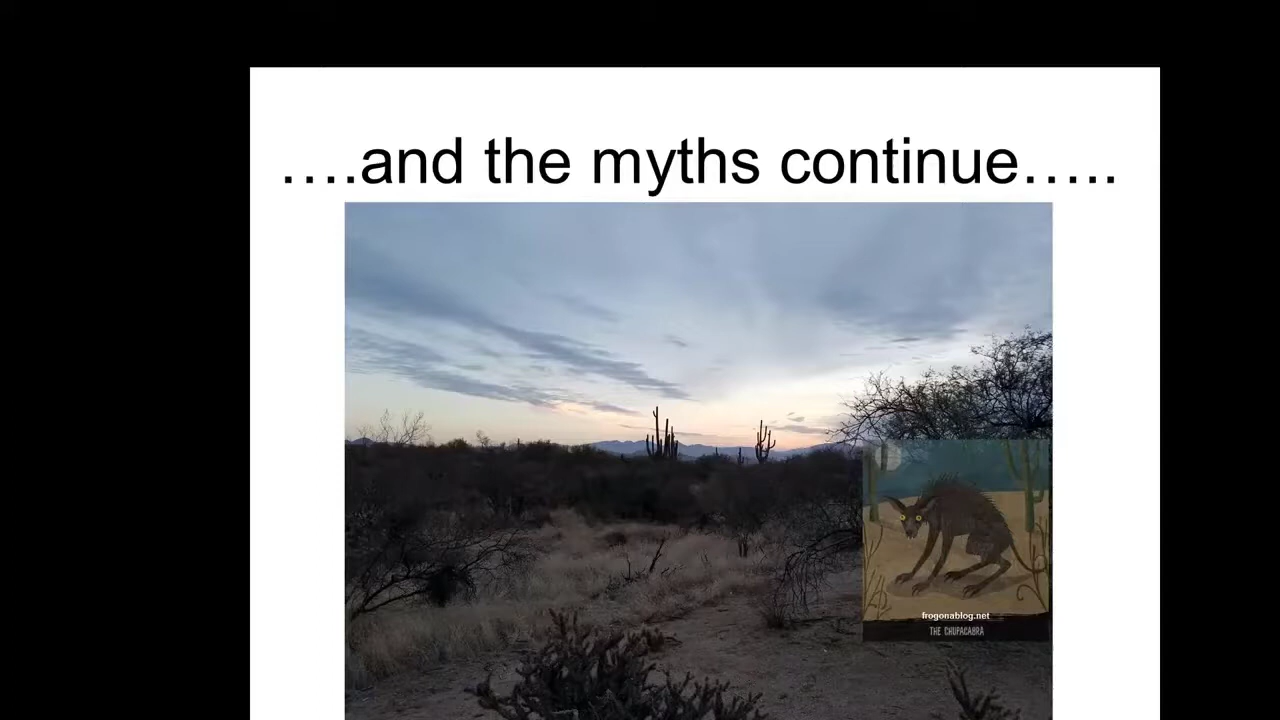 ….and the myths continue…..
frogonablog.net
THE CHUPACABRA